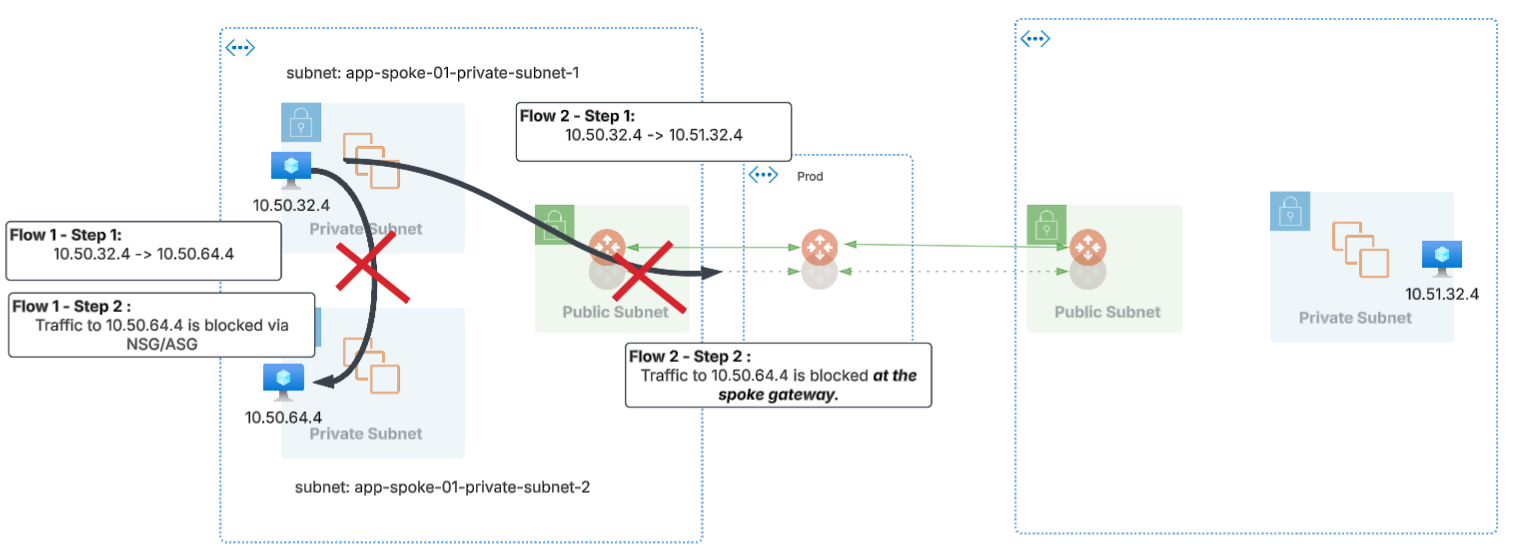 subnet: app-spoke-01-private-subnet-1
10.50.32.4
Private Subnet
Flow 1 - Step 1:
10.50.32.4 -> 10.50.64.4
Flow 1 - Step 2 :
Traffic to 10.50.64.4 is blocked via
NSG/ASG
10.50.64.4
Private Subnet
subnet: app-spoke-01-private-subnet-2
Flow 2 - Step 1:
10.50.32.4 -> 10.51.32.4
Prod
Public Subnet
Flow 2 - Step 2 :
Traffic to 10.50.64.4 is blocked at the
spoke gateway.
Public Subnet
10.51.32.4
Private Subnet